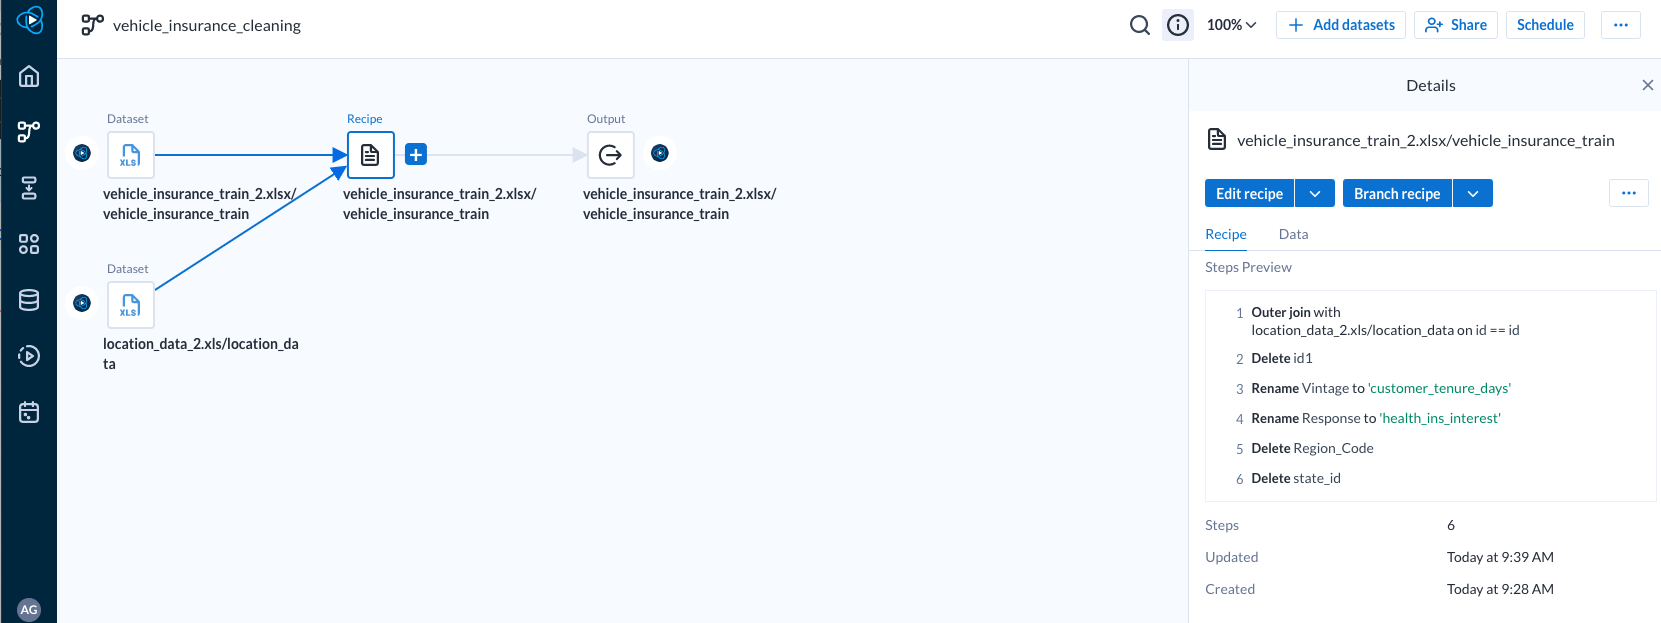 vehicle_insurance_cleaning
100%
Add datasets
Share
Schedule
Dataset
XLS
vehicle_insurance_train_2.xlsx/
vehicle_insurance_train
Recipe
vehicle_insurance_train_2.xlsx/
vehicle_insurance_train
Output
vehicle_insurance_train_2.xlsx/
vehicle_insurance_train
Dataset
XLS
location_data_2.xls/location_da
ta
AG
Details
vehicle_insurance_train_2.xlsx/vehicle_insurance_train
Edit recipe
Branch recipe
Recipe
Data
Steps Preview
1 Outer join with
location_data_2.xls/location_data on id == id
2 Delete id1
3 Rename Vintage to 'customer_tenure_days'
4 Rename Response to 'health_ins_interest'
5 Delete Region_Code
6 Delete state_id
Steps 6
Updated Today at 9:39 AM
Created Today at 9:28 AM